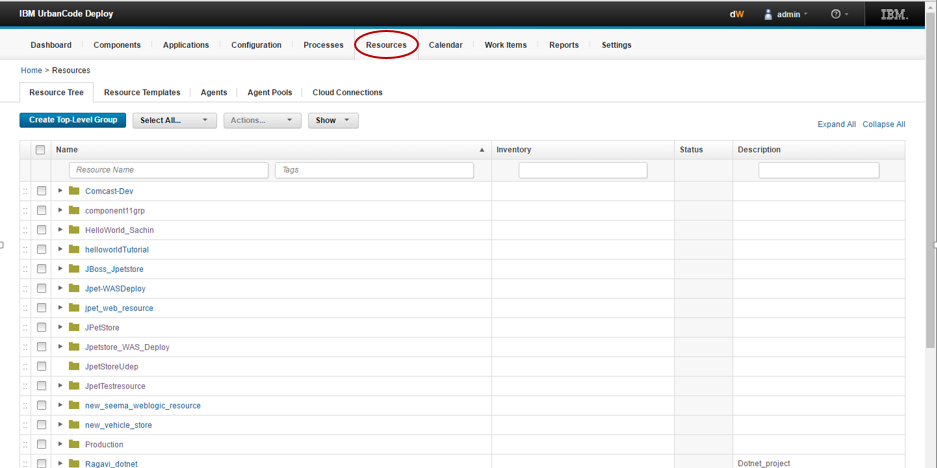 IBM UrbanCode Deploy dW admin IBM.
Dashboard Components Applications Configuration Processes Resources Calendar Work Items Reports Settings
Home > Resources
Resource Tree Resource Templates Agents Agent Pools Cloud Connections
Create Top-Level Group Select All... Actions... Show
Expand All Collapse All
Name Inventory Status Description
Resource Name Tags
Comcast-Dev
component11grp
HelloWorld_Sachin
helloworldTutorial
JBoss_Jpetstore
Jpet-WASDeploy
jpet_web_resource
JPetStore
Jpetstore_WAS_Deploy
JpetStoreUdep
JpetTestresource
new_seema_weblogic_resource
new_vehicle_store
Production
Ragavi_dotnet Dotnet_project